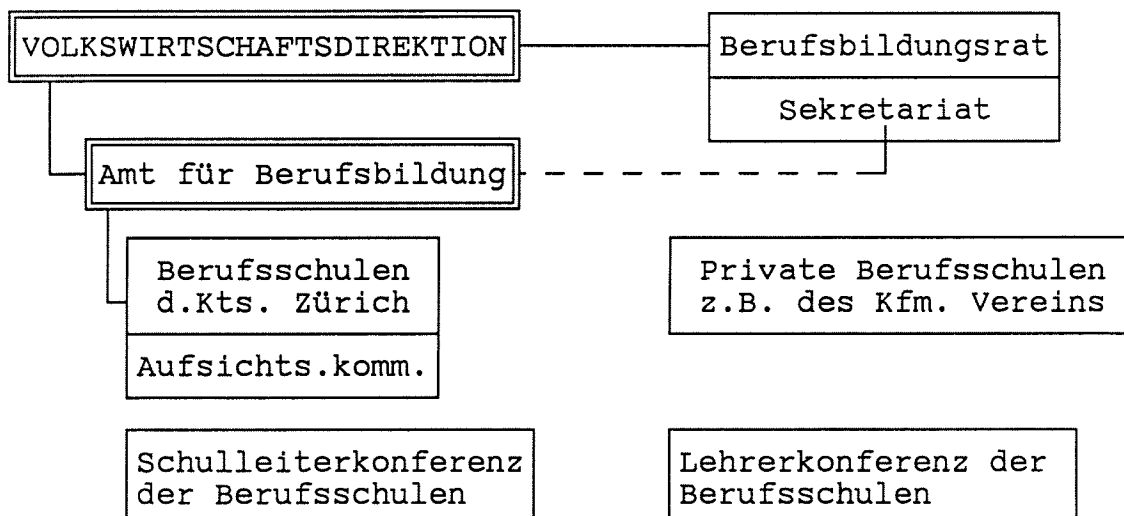 VOLKSWIRTSCHAFTSDIREKTION
Berufsbildungsrat
Sekretariat
Amt für Berufsbildung
Berufsschulen
d.Kts. Zürich
Aufsichts.komm.
Private Berufsschulen
z.B. des Kfm. Vereins
Schulleiterkonferenz
der Berufsschulen
Lehrerkonferenz der
Berufsschulen